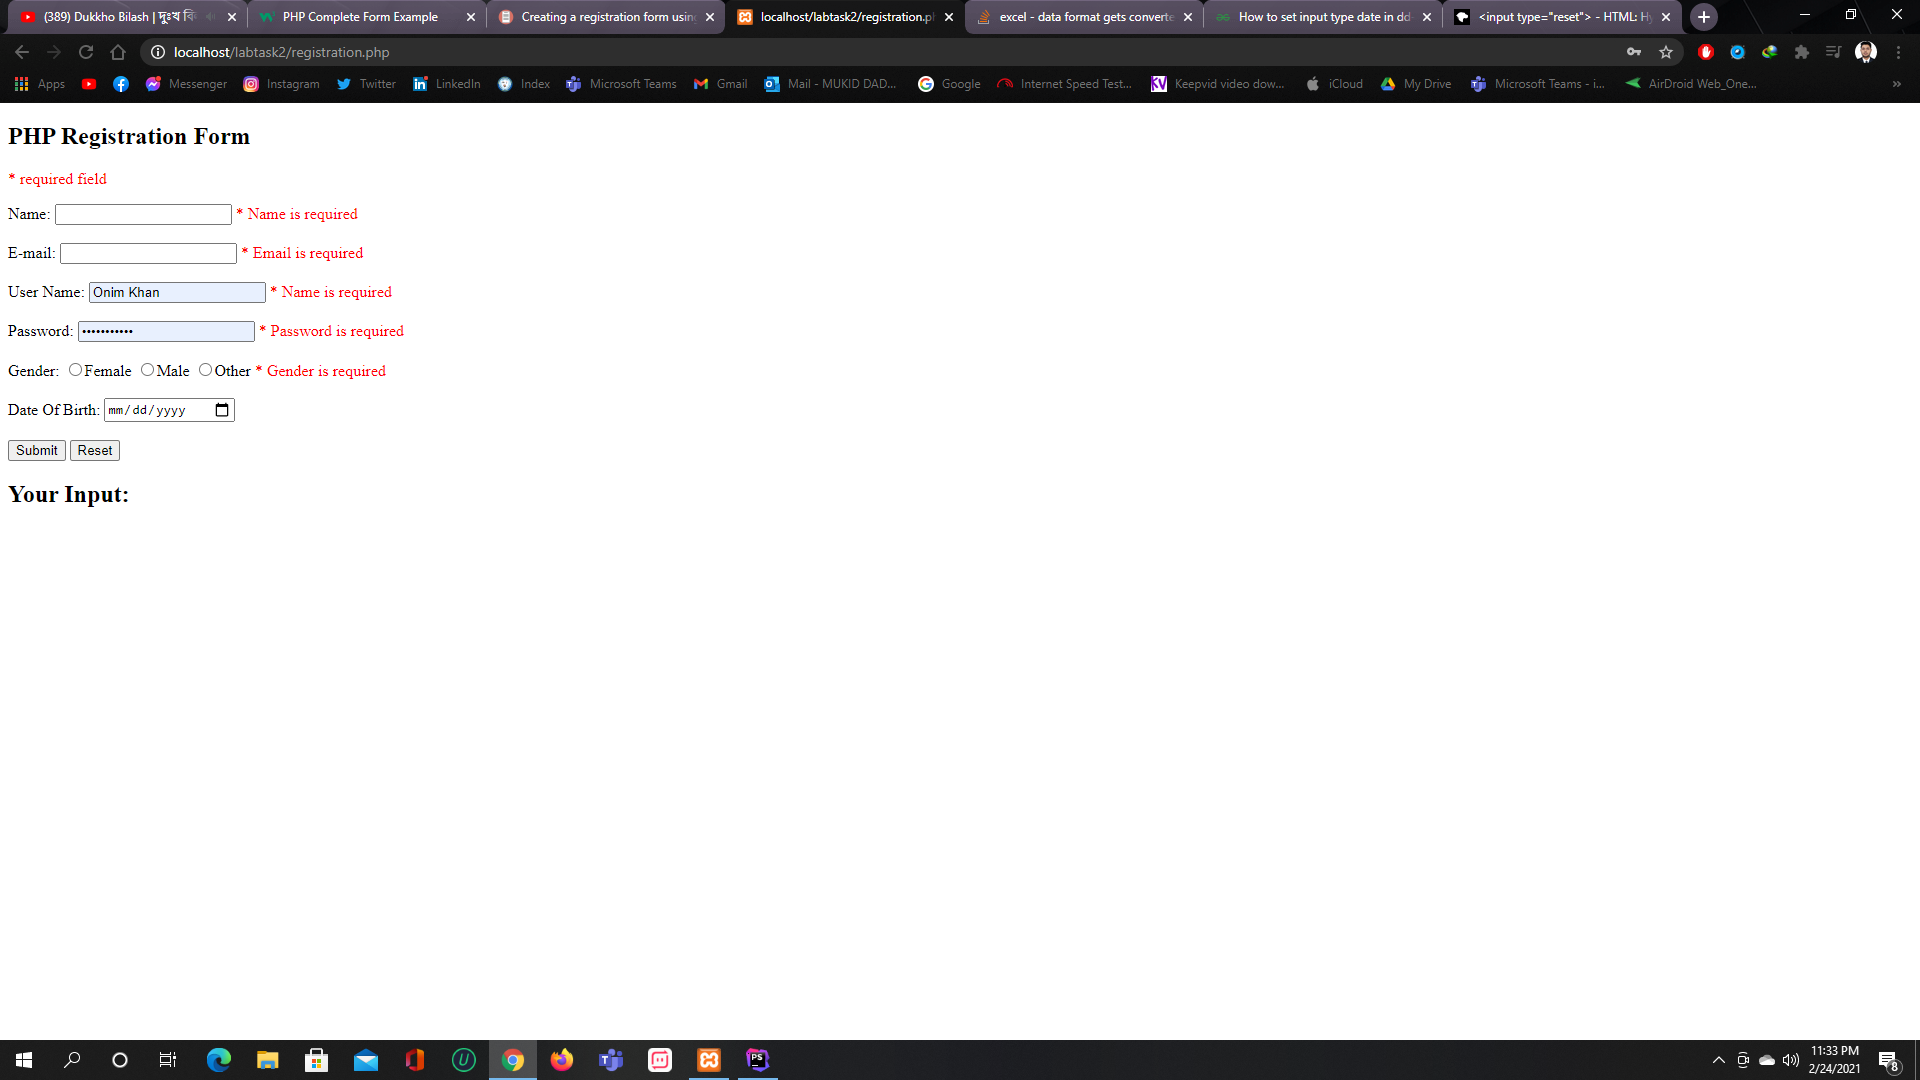 (389) Dukkho Bilash | দুঃখ
PHP Complete Form Example
Creating a registration form usin
localhost/labtask2/registration.p
excel - data format gets converte
How to set input type date in dd
<input type="reset"> - HTML: Hy
localhost/labtask2/registration.php
Apps
Messenger
Instagram
Twitter
LinkedIn
Index
Microsoft Teams
Gmail
Mail - MUKID DAD...
Google
Internet Speed Test...
KV
Keepvid video dow...
iCloud
My Drive
Microsoft Teams - i...
AirDroid Web_One...
»
PHP Registration Form
* required field
Name: * Name is required
E-mail: * Email is required
User Name: Onim Khan * Name is required
Password: ••••••••••• * Password is required
Gender: Female Male Other * Gender is required
Date Of Birth: mm/dd/yyyy
Submit Reset
Your Input:
11:33 PM
2/24/2021
8